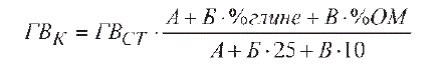 ГВ_К = ГВ_СТ · (А + Б · %глине + В · %ОМ) / (А + Б · 25 + В · 10)